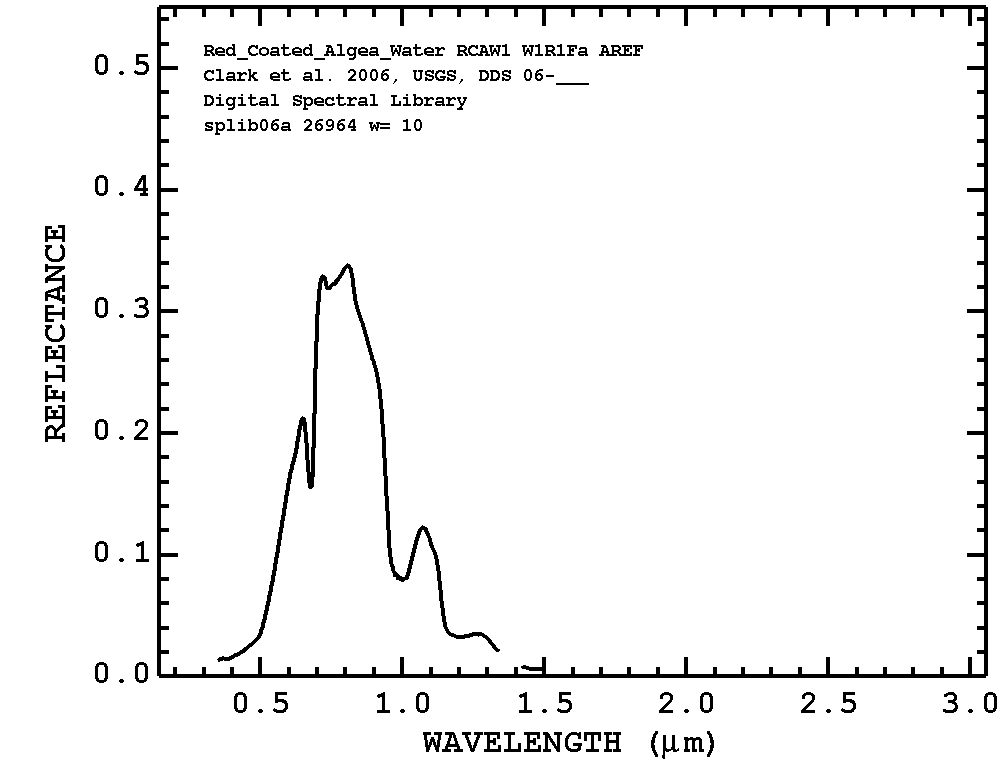 Red_Coated_Algea_Water RCAW1 W1R1Fa AREF
Clark et al. 2006, USGS, DDS 06-___
Digital Spectral Library
splib06a 26964 w= 10
0.5
0.4
0.3
0.2
0.1
0.0
REFLECTANCE
0.5 1.0 1.5 2.0 2.5 3.0
WAVELENGTH (μm)